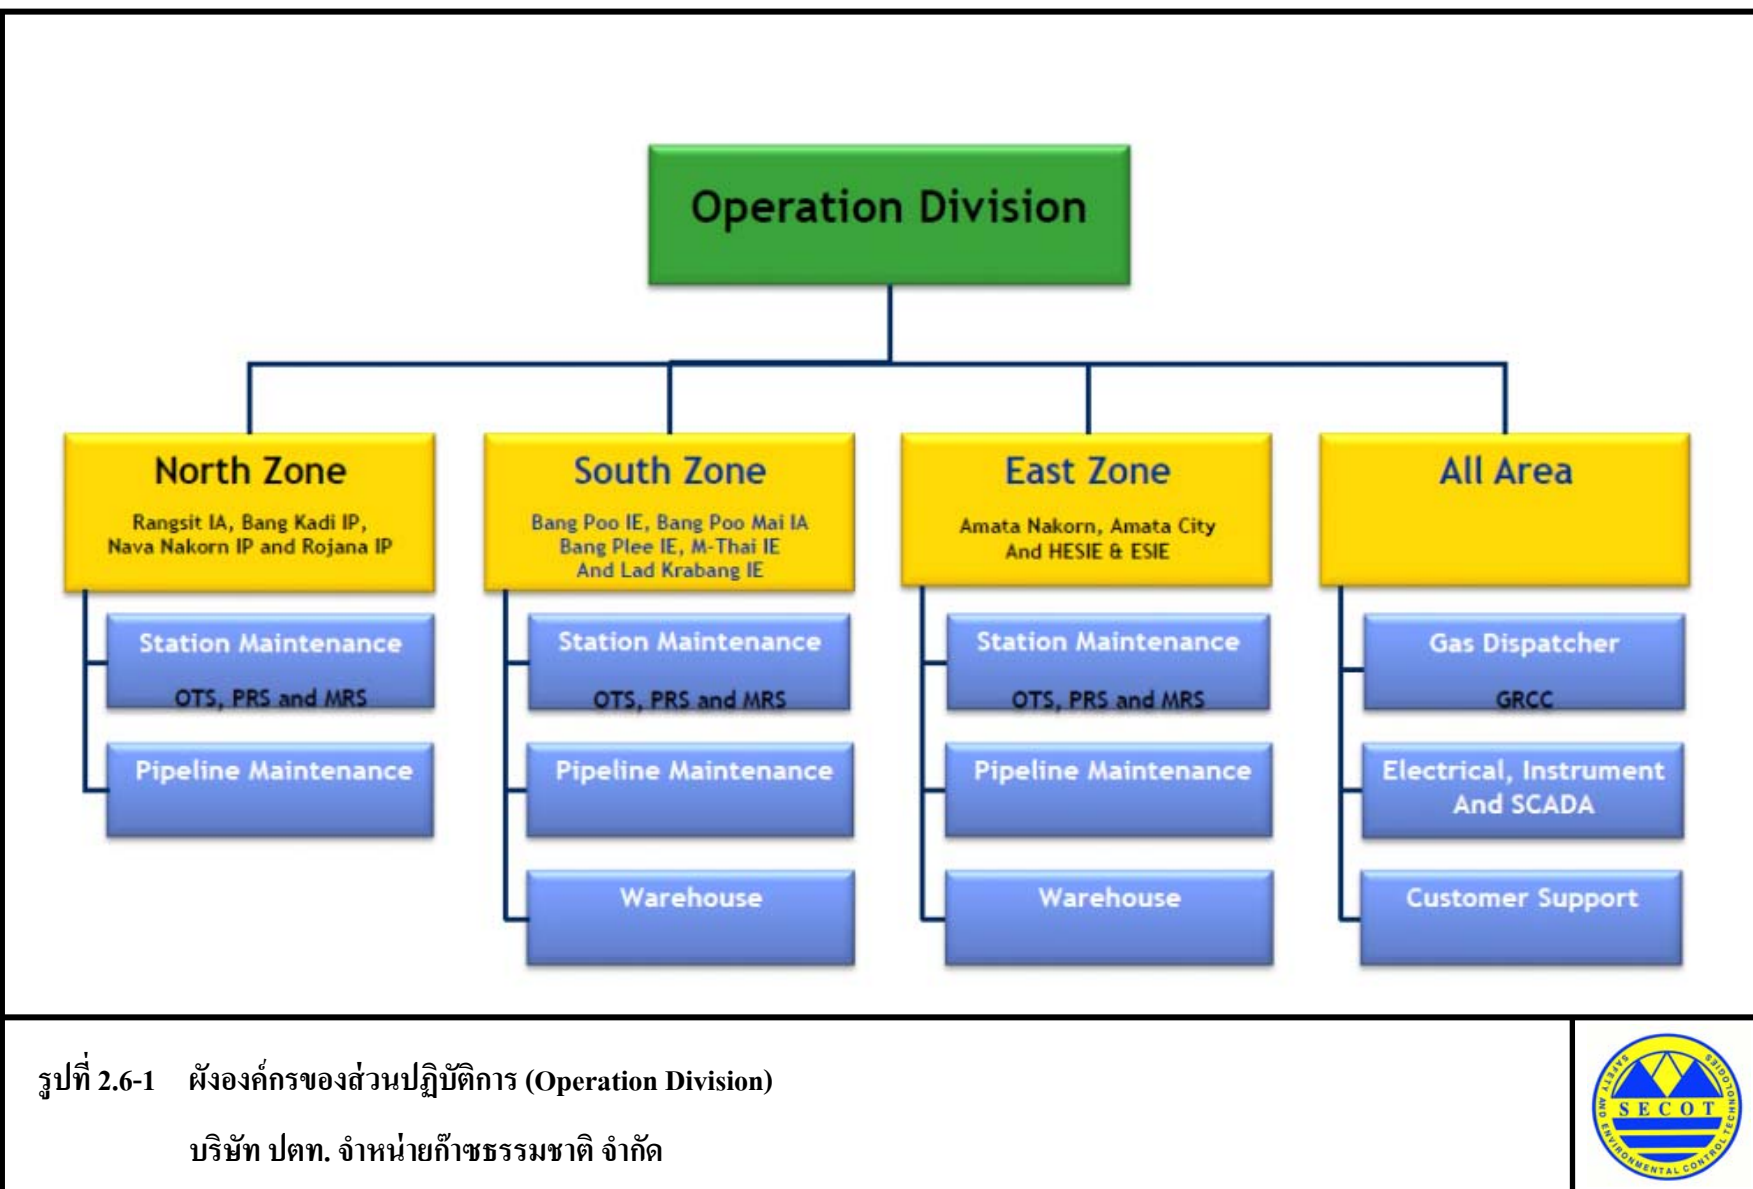 Operation Division
North Zone
Rangsit IA, Bang Kadi IP,
Nava Nakorn IP and Rojana IP
Station Maintenance
OTS, PRS and MRS
Pipeline Maintenance
South Zone
Bang Poo IE, Bang Poo Mai IA
Bang Plee IE, M-Thai IE
And Lad Krabang IE
Station Maintenance
OTS, PRS and MRS
Pipeline Maintenance
Warehouse
East Zone
Amata Nakorn, Amata City
And HESIE & ESIE
Station Maintenance
OTS, PRS and MRS
Pipeline Maintenance
Warehouse
All Area
Gas Dispatcher
GRCC
Electrical, Instrument
And SCADA
Customer Support
รูปที่ 2.6-1 ผังองค์กรของส่วนปฏิบัติการ (Operation Division)
บริษัท ปตท. จำหน่ายก๊าซธรรมชาติ จำกัด
SECOT
SAFETY AND ENVIRONMENTAL CONTROL TECHNOLOGIES